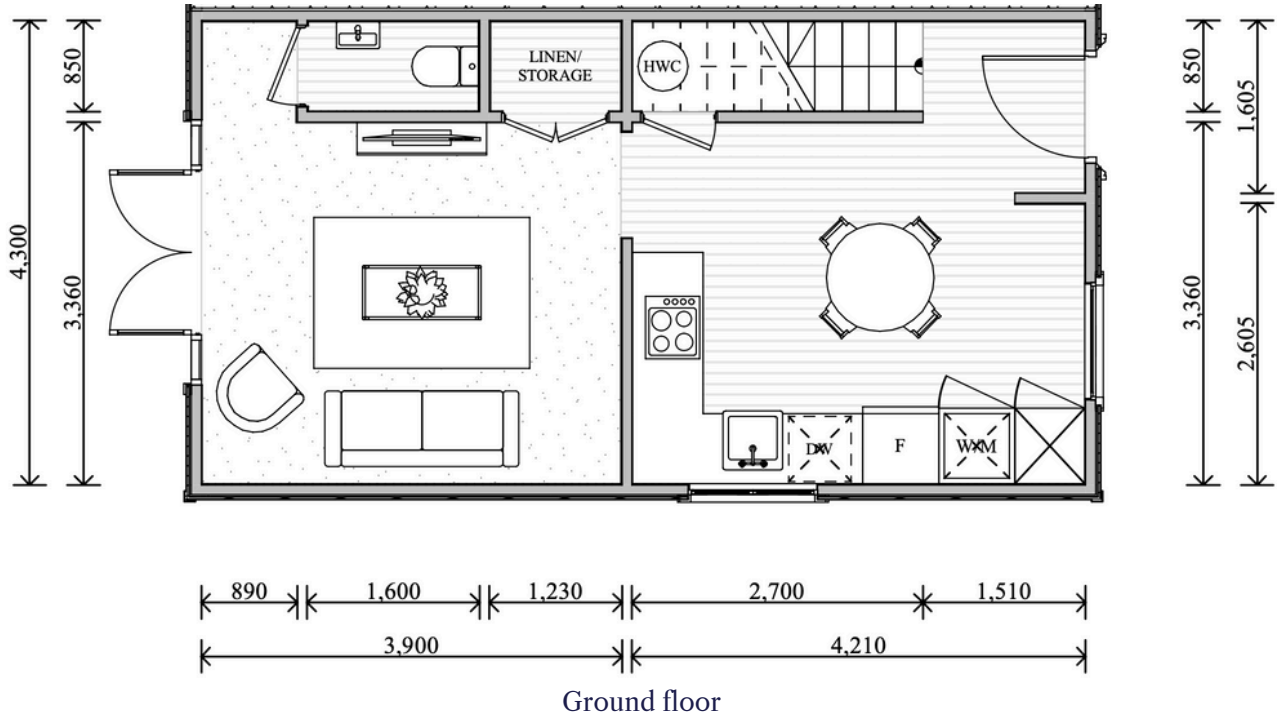 850
4,300
3,360
LINEN/
STORAGE
HWC
850
1,605
3,360
2,605
DW
F
W/M
890
1,600
1,230
2,700
1,510
3,900
4,210
Ground floor